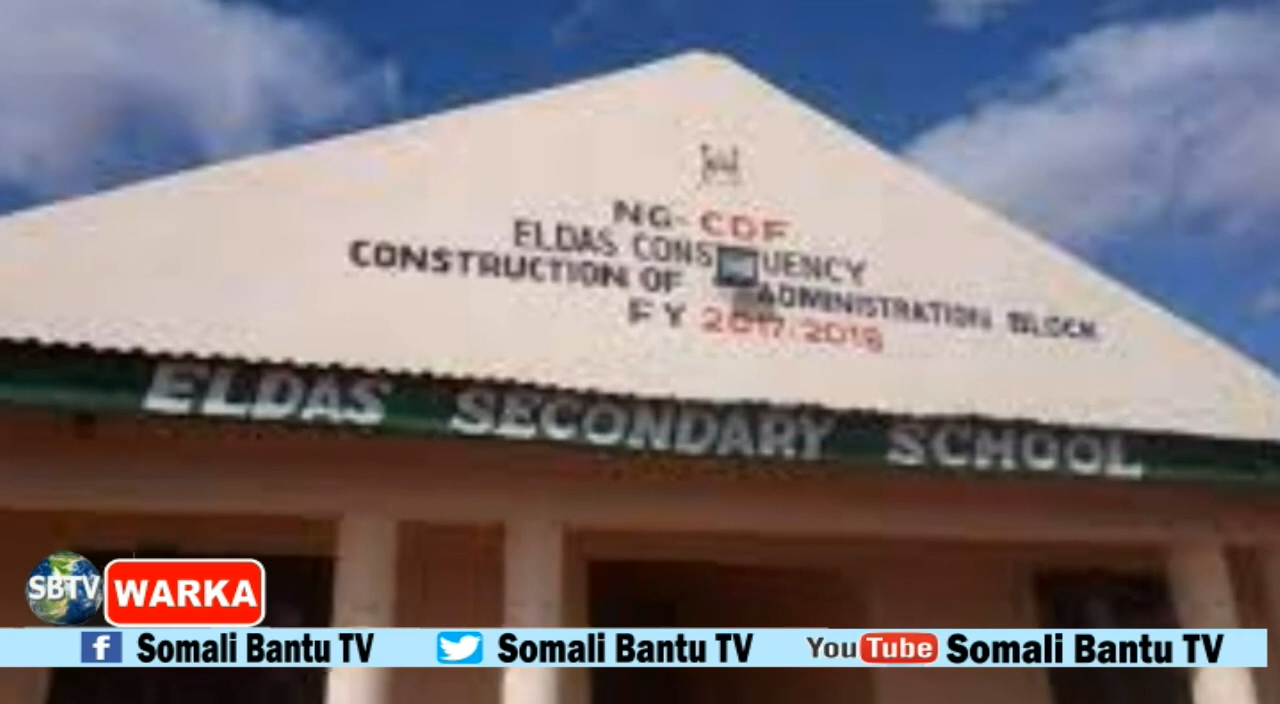 NG-CDF
ELDAS CONS UENCY
CONSTRUCTION OF ADMINISTRATION BLOCK
FY 2017/2018
ELDAS SECONDARY SCHOOL
SBTV WARKA
f Somali Bantu TV Somali Bantu TV YouTube Somali Bantu TV